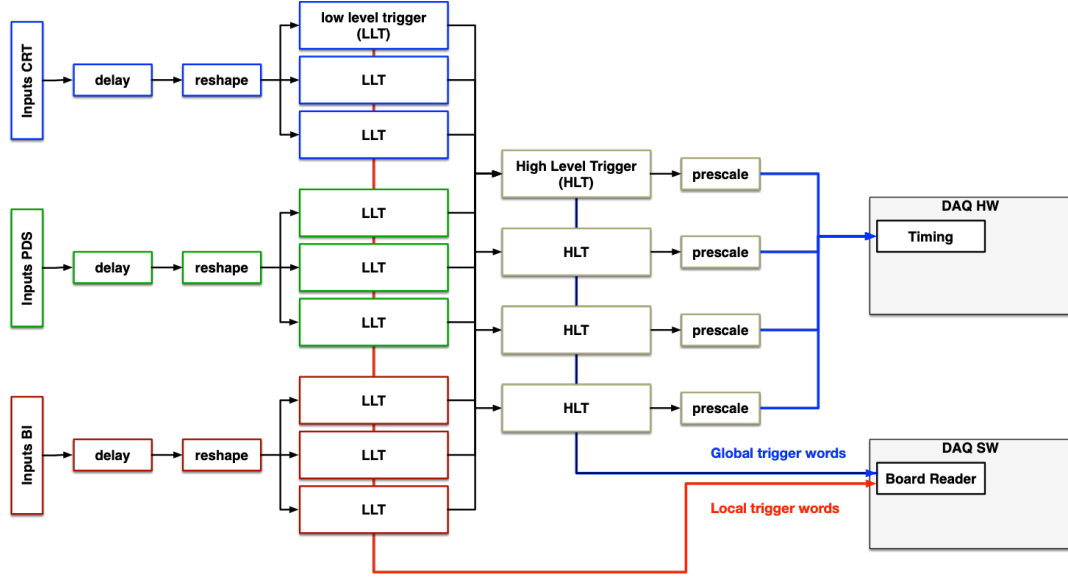 Inputs CRT
delay
reshape
low level trigger
(LLT)
LLT
LLT
Inputs PDS
delay
reshape
LLT
LLT
LLT
Inputs BI
delay
reshape
LLT
LLT
LLT
High Level Trigger
(HLT)
prescale
HLT
prescale
HLT
prescale
HLT
prescale
DAQ HW
Timing
Global trigger words
Local trigger words
DAQ SW
Board Reader